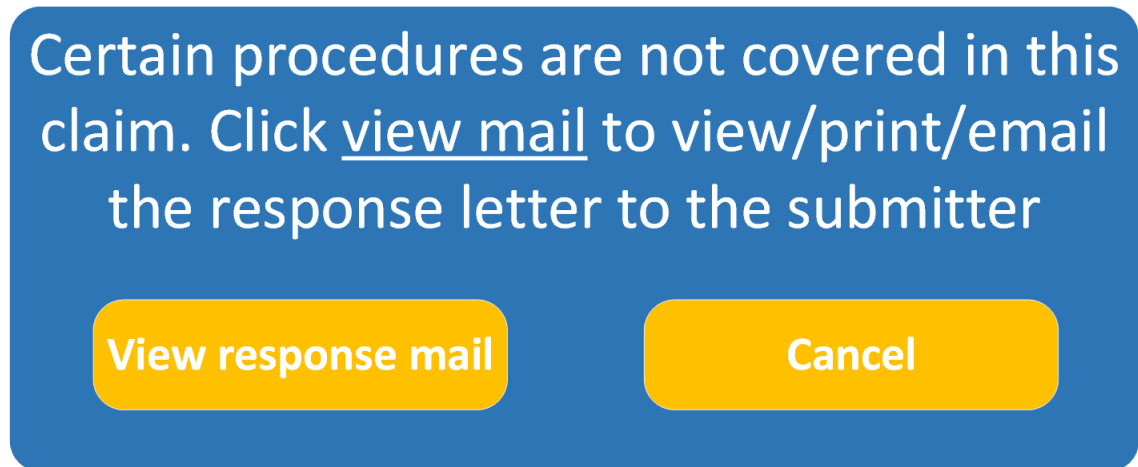 Certain procedures are not covered in this
claim. Click view mail to view/print/email
the response letter to the submitter
View response mail
Cancel